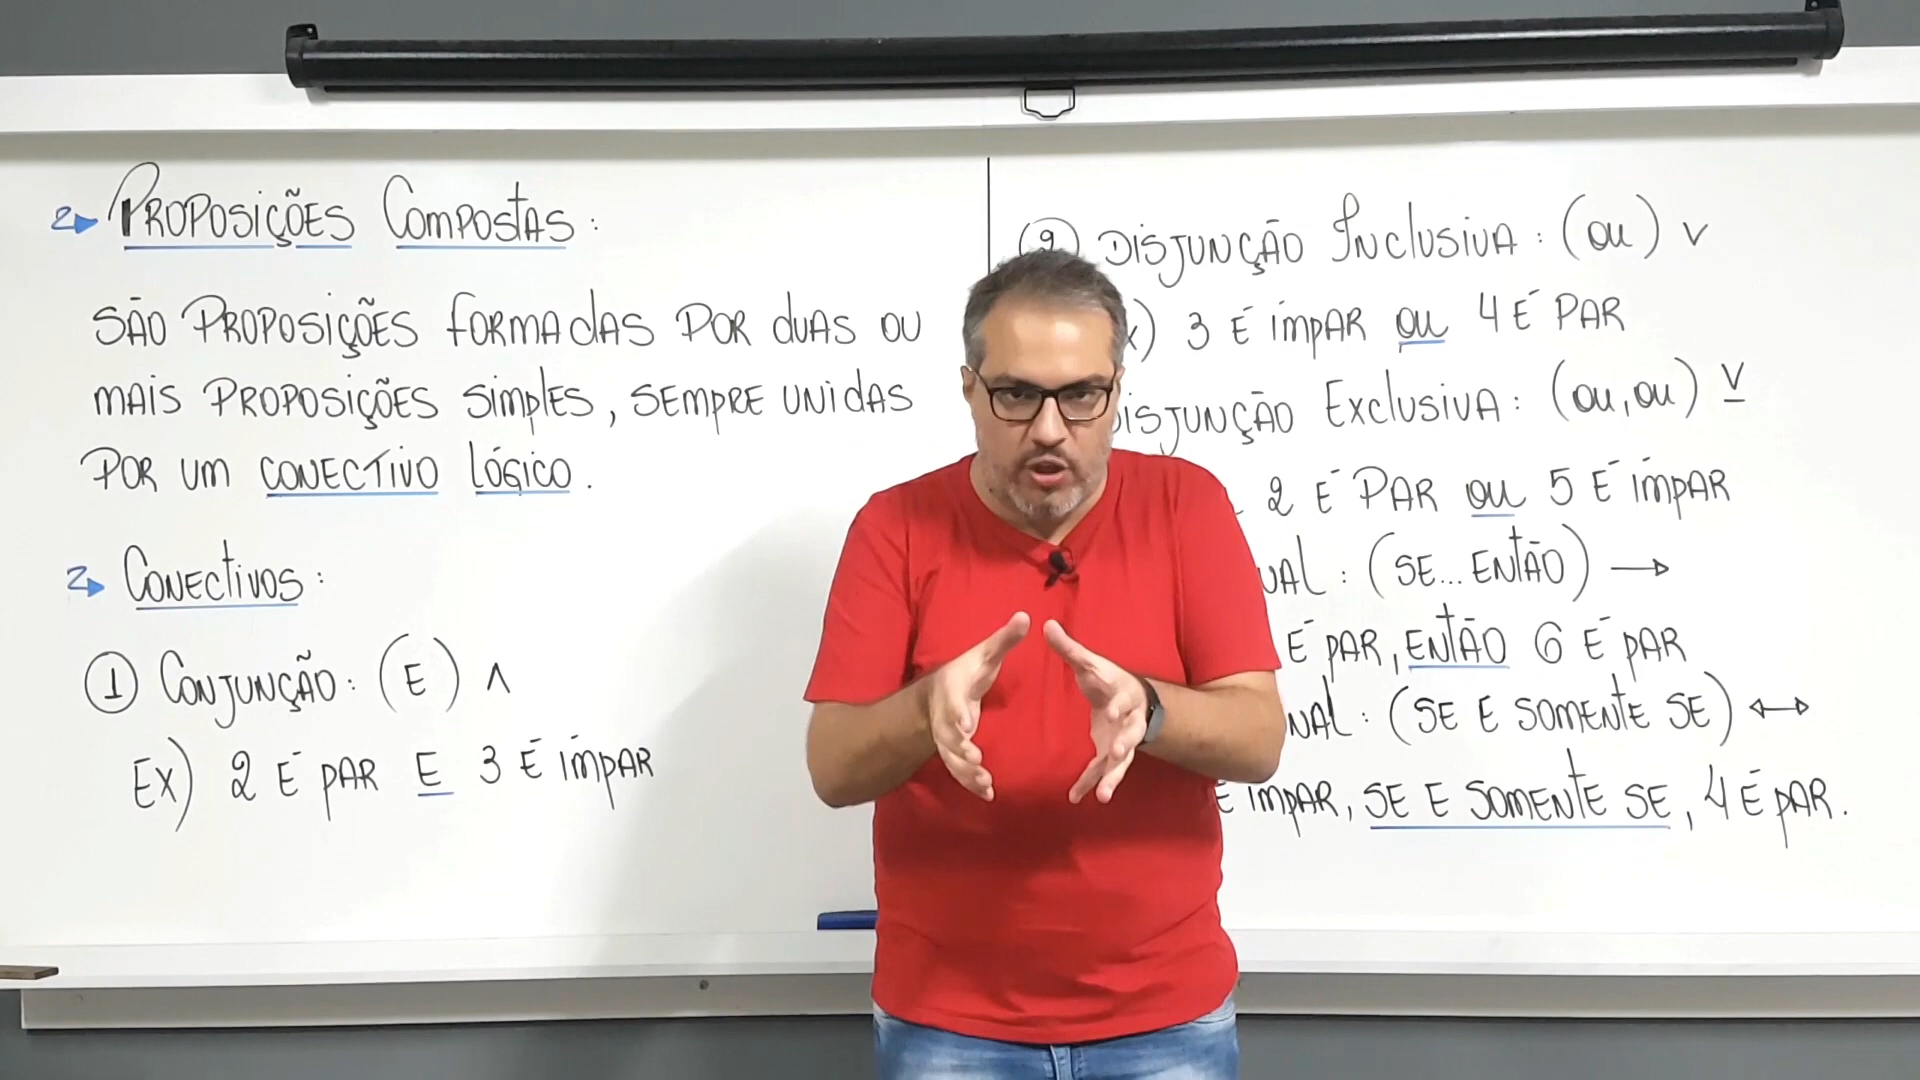 PROPOSIÇÕES COMPOSTAS:
SÃO PROPOSIÇÕES FORMADAS POR DUAS OU
MAIS PROPOSIÇÕES SIMPLES, SEMPRE UNIDAS
POR UM CONECTIVO LÓGICO.
CONECTIVOS:
① CONJUNÇÃO: (E) ∧
EX) 2 É PAR E 3 É ÍMPAR
② DISJUNÇÃO INCLUSIVA: (OU) ∨
3 É ÍMPAR OU 4 É PAR
DISJUNÇÃO EXCLUSIVA: (OU, OU) ⊻
2 É PAR OU 5 É ÍMPAR
(SE... ENTÃO) →
É PAR, ENTÃO 6 É PAR
(SE E SOMENTE SE) ↔
É ÍMPAR, SE E SOMENTE SE, 4 É PAR.